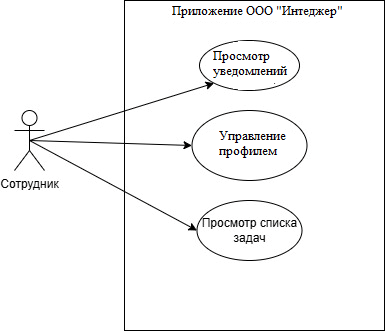 Приложение ООО "Интеджер"
Просмотр
уведомлений
Управление
профилем
Сотрудник
Просмотр списка
задач